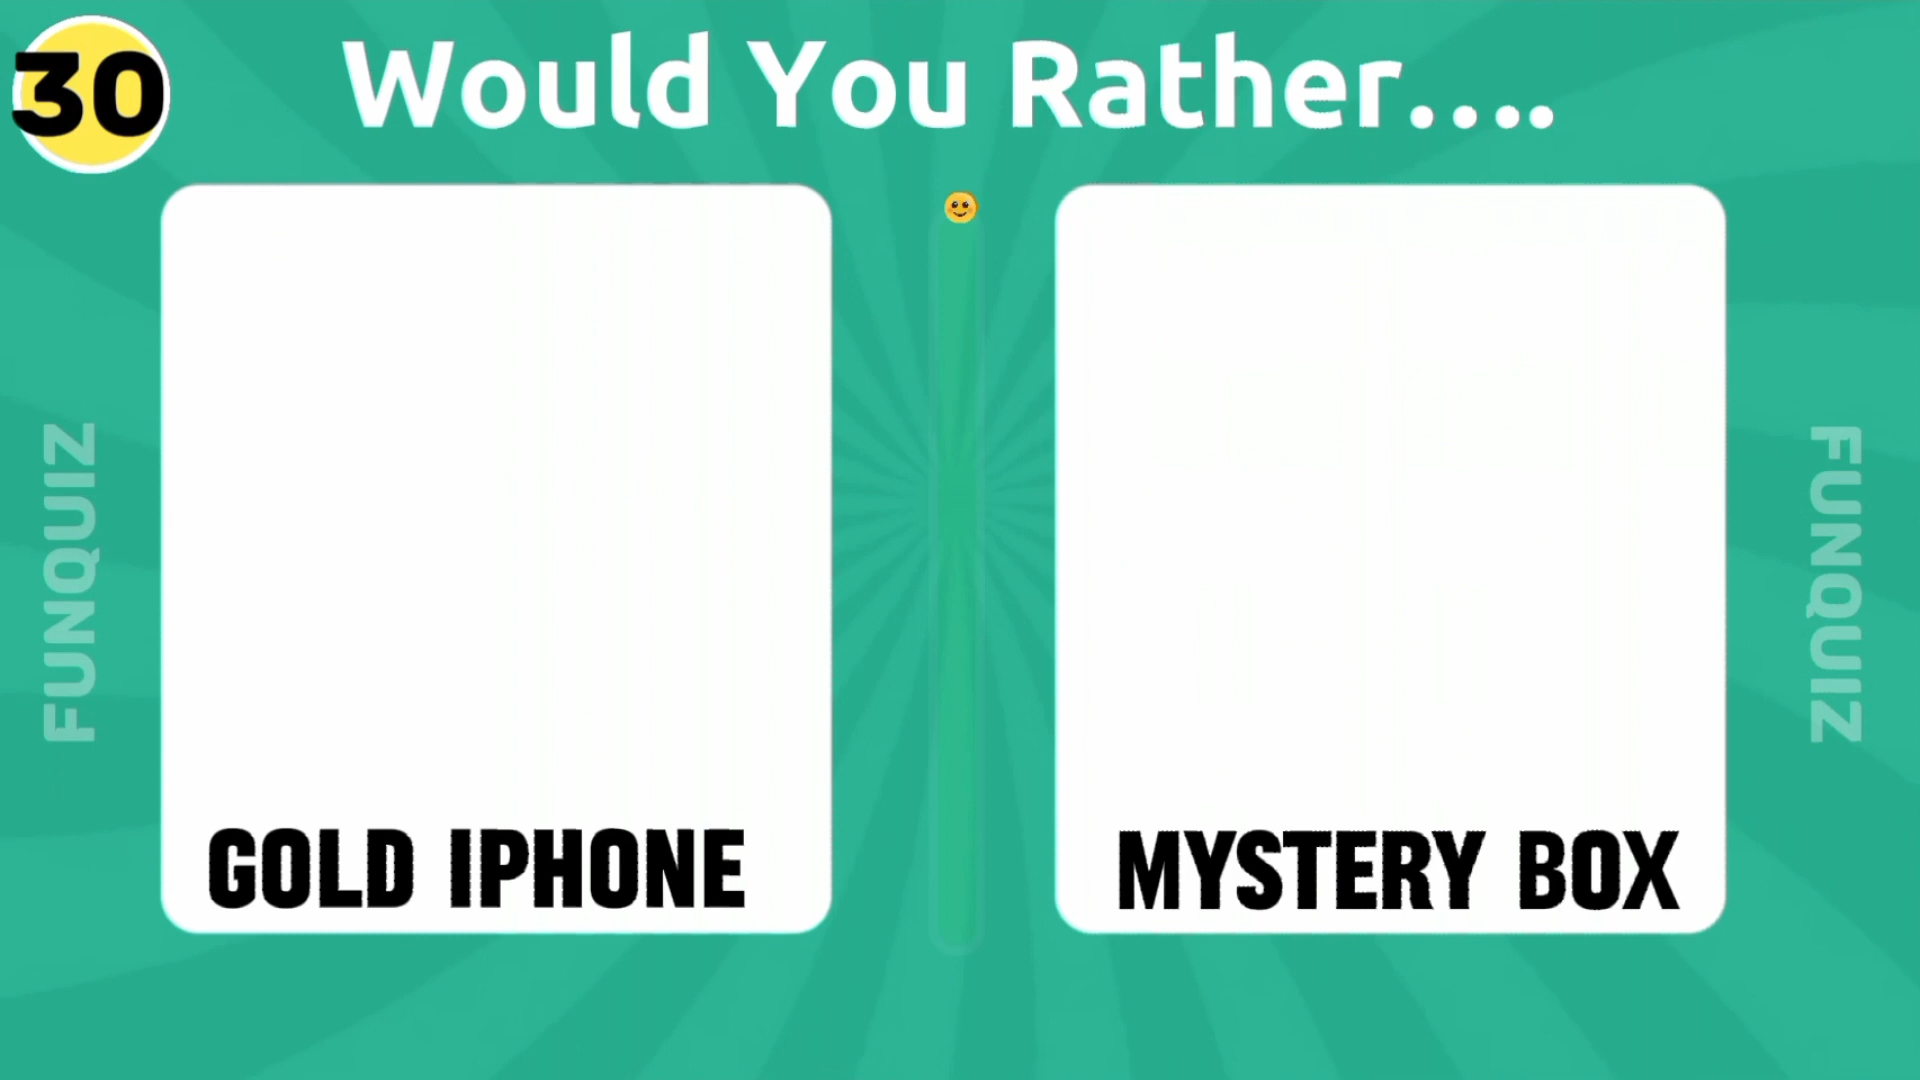 30
Would You Rather....
FUNQUIZ
GOLD IPHONE
MYSTERY BOX
FUNQUIZ